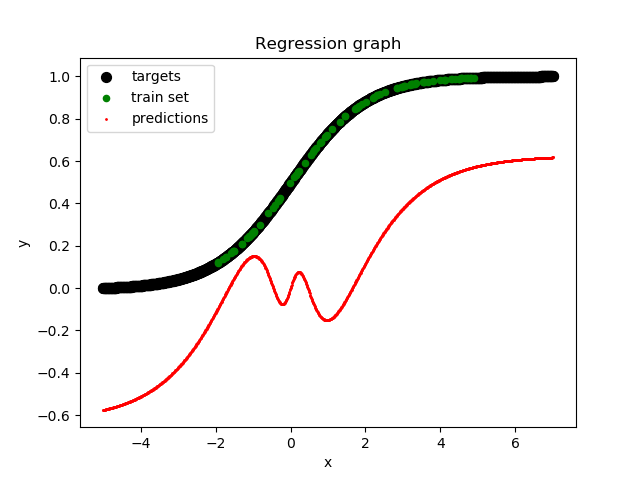 Regression graph
targets
train set
predictions
1.0
0.8
0.6
0.4
0.2
0.0
−0.2
−0.4
−0.6
y
−4 −2 0 2 4 6
x